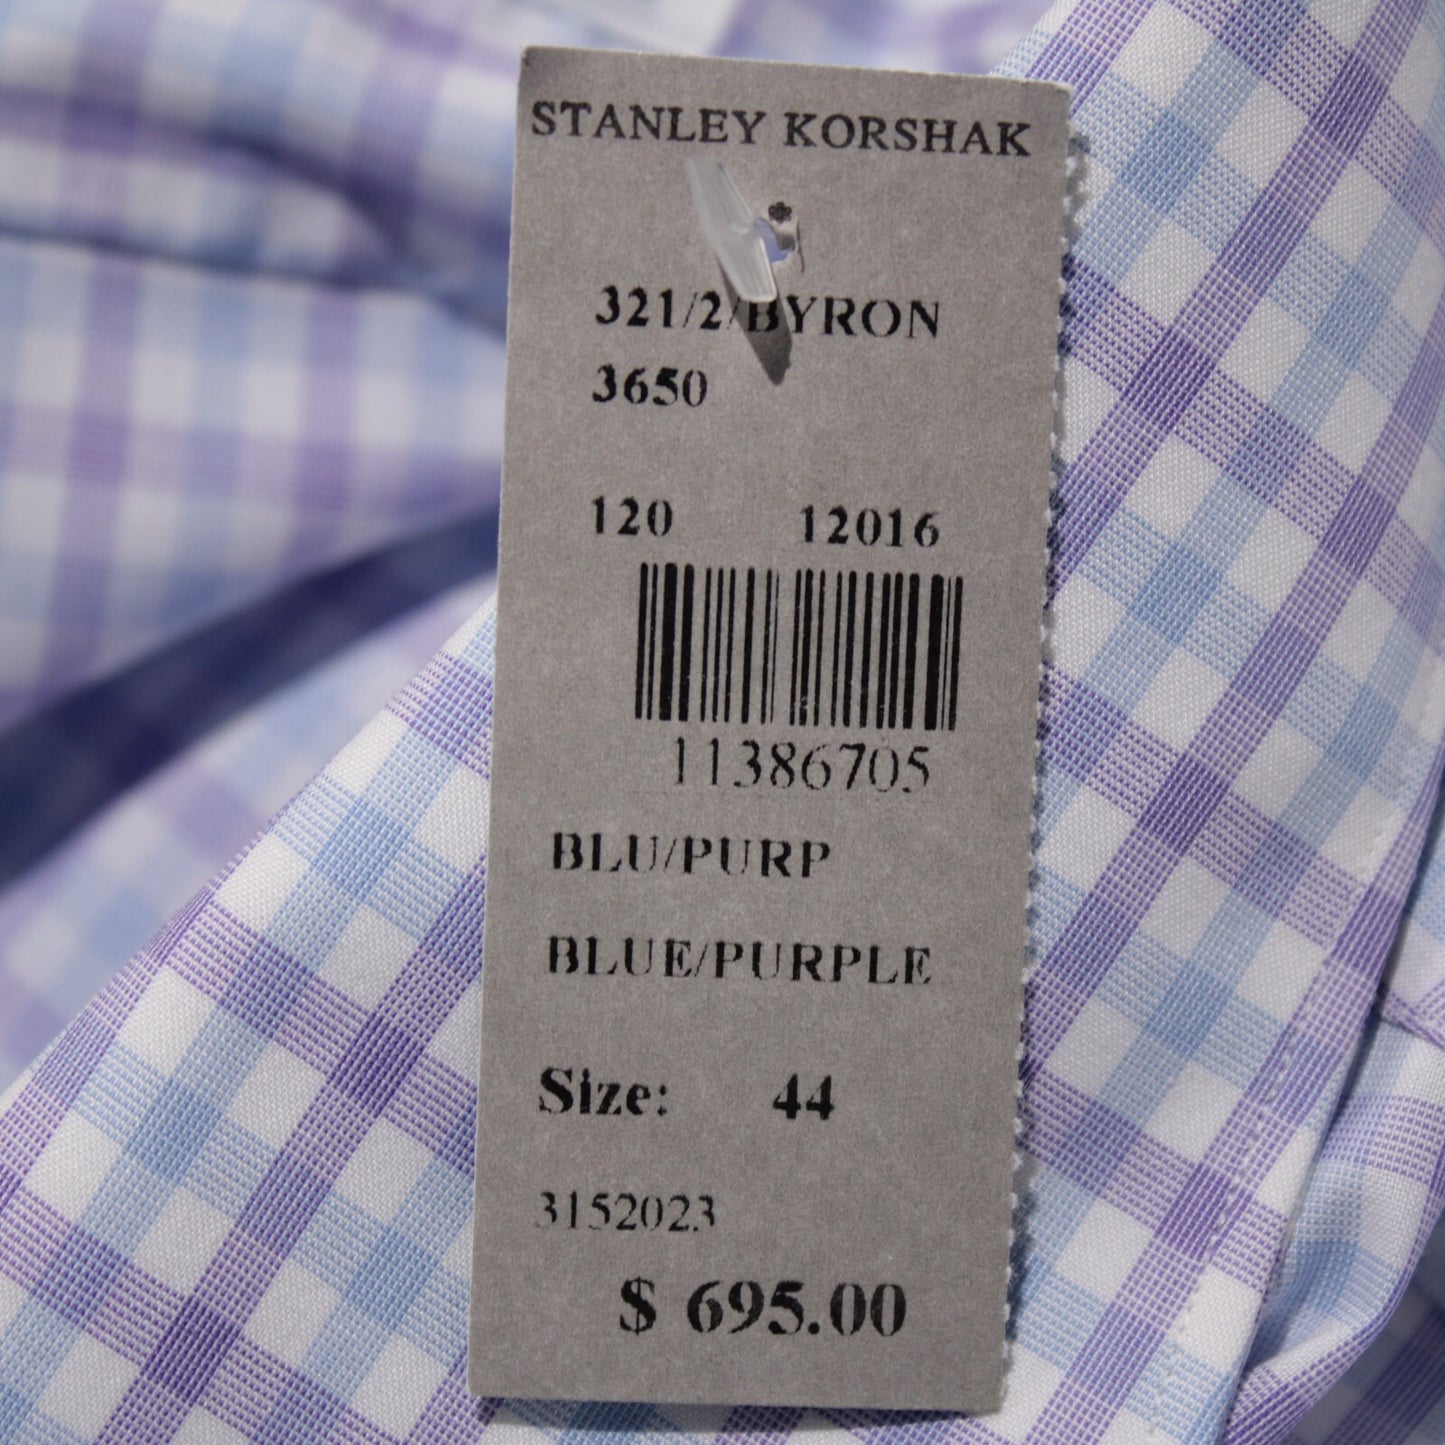 STANLEY KORSHAK
321/2/BYRON
3650
120 12016
11386705
BLU/PURP
BLUE/PURPLE
Size: 44
3152023
$ 695.00